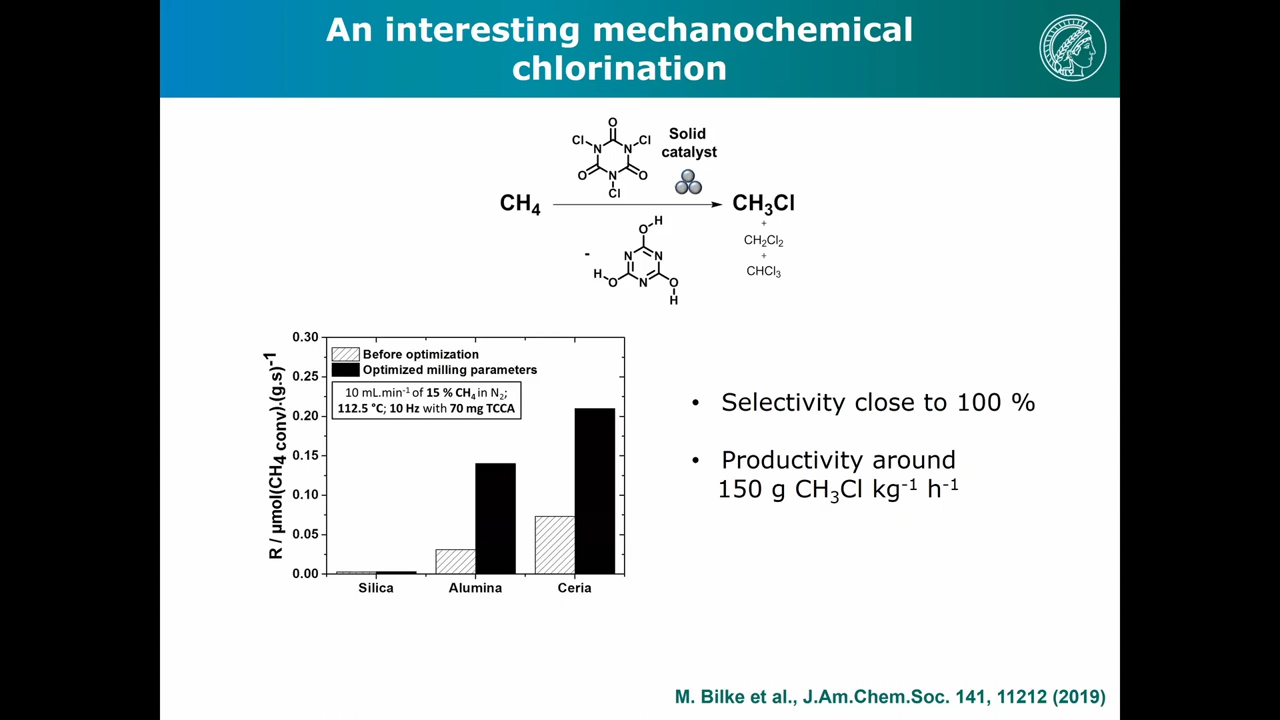 An interesting mechanochemical
chlorination
O
Cl
Cl
N
N
O
N
O
Cl
Solid
catalyst
CH₄
CH₃Cl
+
CH₂Cl₂
+
CHCl₃
-
H
O
N
N
H
O
N
O
H
0.30
0.25
0.20
0.15
0.10
0.05
0.00
R / µmol(CH₄ conv).(g.s)⁻¹
Before optimization
Optimized milling parameters
10 mL.min⁻¹ of 15 % CH₄ in N₂;
112.5 °C; 10 Hz with 70 mg TCCA
Silica
Alumina
Ceria
• Selectivity close to 100 %
• Productivity around
150 g CH₃Cl kg⁻¹ h⁻¹
M. Bilke et al., J.Am.Chem.Soc. 141, 11212 (2019)